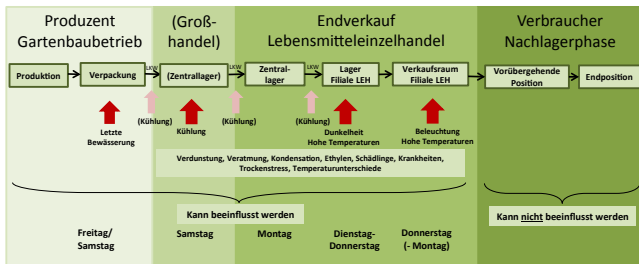 Produzent
Gartenbaubetrieb
(Groß-
handel)
Endverkauf
Lebensmitteleinzelhandel
Verbraucher
Nachlagerphase
Produktion
Verpackung
LKW
(Zentrallager)
LKW
Zentral-
lager
LKW
Lager
Filiale LEH
Verkaufsraum
Filiale LEH
Vorübergehende
Position
Endposition
Letzte
Bewässerung
(Kühlung)
Kühlung
(Kühlung)
(Kühlung)
Dunkelheit
Hohe Temperaturen
Beleuchtung
Hohe Temperaturen
Verdunstung, Veratmung, Kondensation, Ethylen, Schädlinge, Krankheiten,
Trockenstress, Temperaturunterschiede
Kann beeinflusst werden
Kann nicht beeinflusst werden
Freitag/
Samstag
Samstag
Montag
Dienstag-
Donnerstag
Donnerstag
(- Montag)